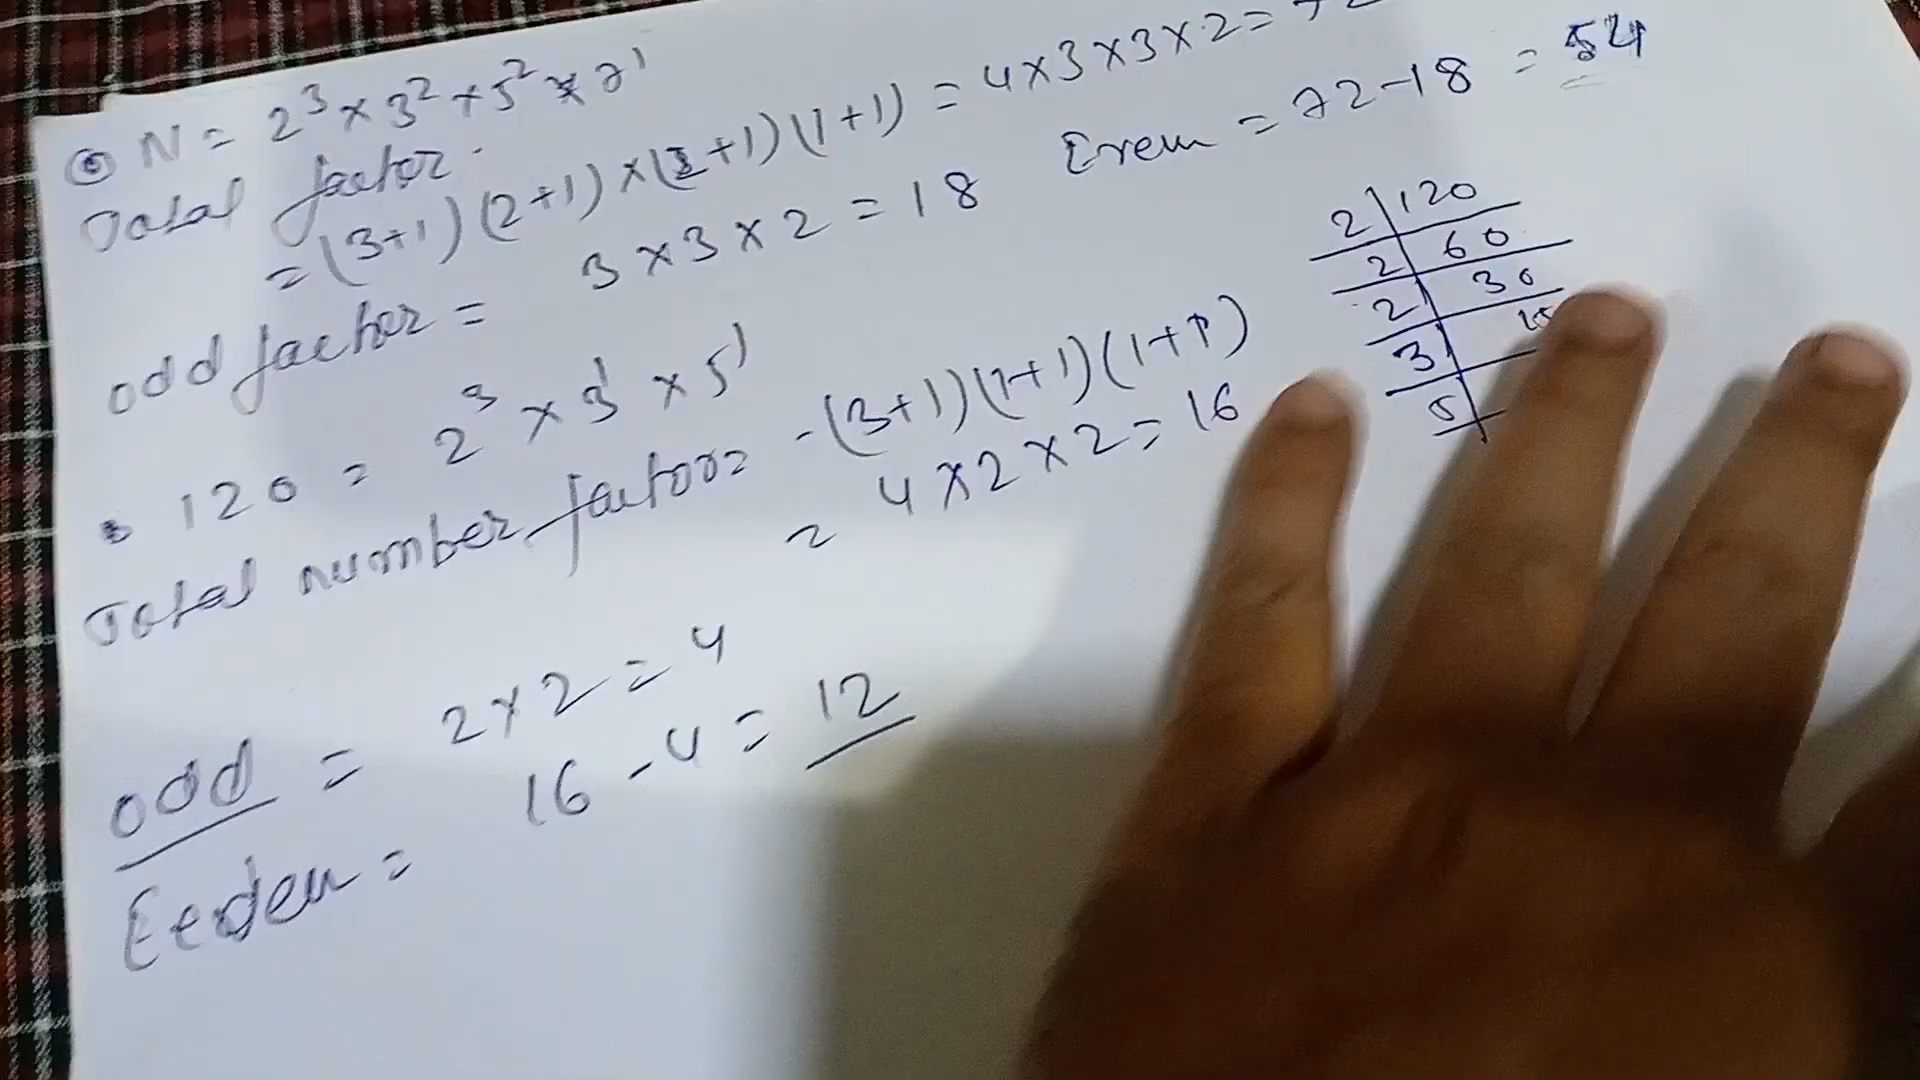 N = 2³ × 3² + 5² × 7¹
Total factor.
= (3+1) (2+1) × (2+1) (1+1) = 4×3×3×2 = 72
odd factor = 3 × 3 × 2 = 18
Erem = 72-18 = 54
120 = 2³ × 3¹ × 5¹
Total number factor = (3+1)(1+1)(1+1)
= 4×2×2 = 16
odd = 2×2 = 4
= 16 - 4 = 12
2 | 120
2 | 60
2 | 30
3 | 15
5